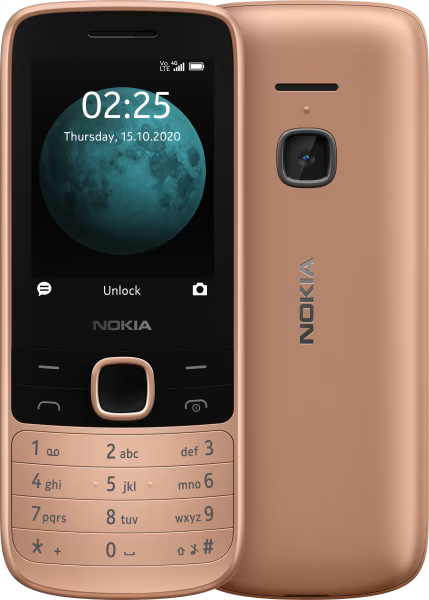 Vo 4G
LTE
02:25
Thursday, 15.10.2020
Unlock
NOKIA
NOKIA
1 2 abc def 3
4 ghi 5 jkl mno 6
7 pqrs 8 tuv wxyz 9
* + 0 #